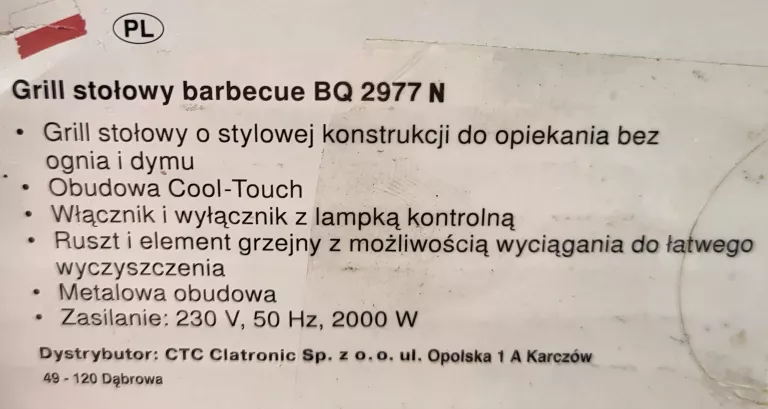 PL
Grill stołowy barbecue BQ 2977 N
• Grill stołowy o stylowej konstrukcji do opiekania bez
ognia i dymu
• Obudowa Cool-Touch
• Włącznik i wyłącznik z lampką kontrolną
• Ruszt i element grzejny z możliwością wyciągania do łatwego
wyczyszczenia
• Metalowa obudowa
• Zasilanie: 230 V, 50 Hz, 2000 W
Dystrybutor: CTC Clatronic Sp. z o.o. ul. Opolska 1 A Karczów
49 - 120 Dąbrowa